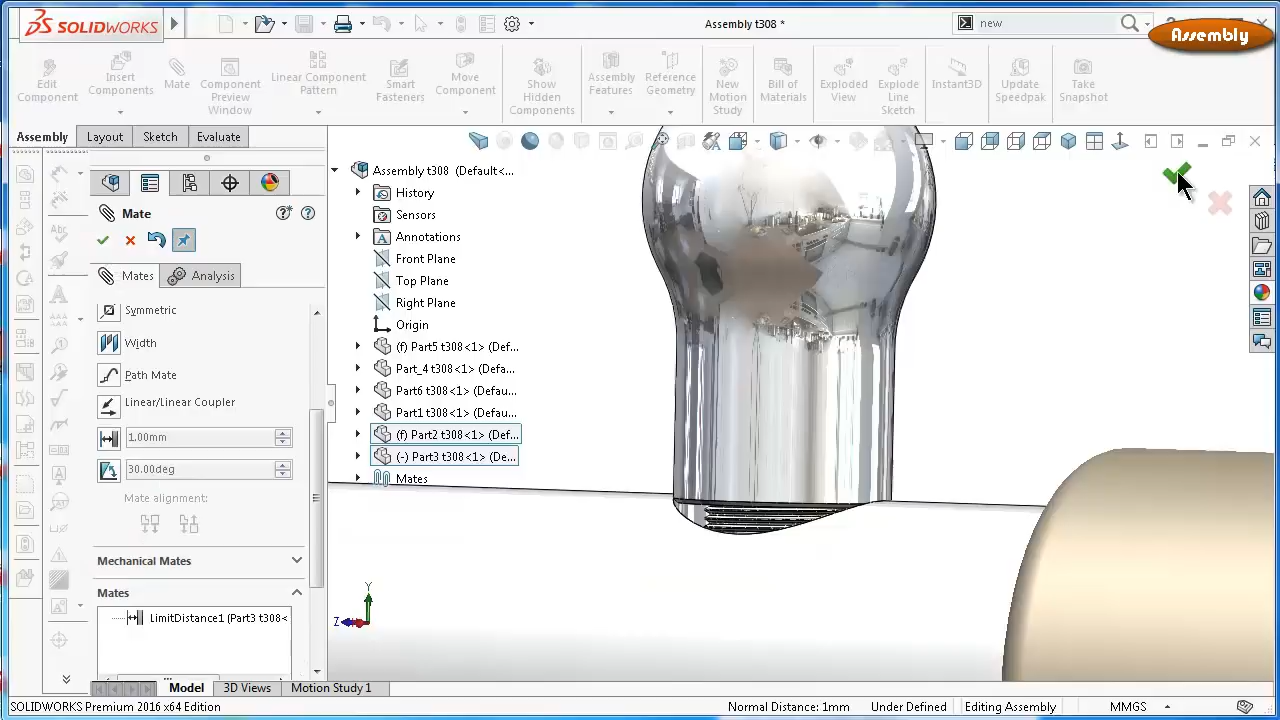 SOLIDWORKS
Assembly t308 *
new
Assembly
Edit Component
Insert Components
Mate
Component Preview Window
Linear Component Pattern
Smart Fasteners
Move Component
Show Hidden Components
Assembly Features
Reference Geometry
New Motion Study
Bill of Materials
Exploded View
Explode Line Sketch
Instant3D
Update Speedpak
Take Snapshot
Assembly
Layout
Sketch
Evaluate
Mate
Mates
Analysis
Symmetric
Width
Path Mate
Linear/Linear Coupler
1.00mm
30.00deg
Mate alignment:
Mechanical Mates
Mates
LimitDistance1 (Part3 t308<
Assembly t308 (Default<...
History
Sensors
Annotations
Front Plane
Top Plane
Right Plane
Origin
(f) Part5 t308<1> (Def...
Part_4 t308<1> (Defa...
Part6 t308<1> (Defau...
Part1 t308<1> (Defau...
(f) Part2 t308<1> (Def...
(-) Part3 t308<1> (De...
Mates
Y
Z
Model
3D Views
Motion Study 1
SOLIDWORKS Premium 2016 x64 Edition
Normal Distance: 1mm
Under Defined
Editing Assembly
MMGS